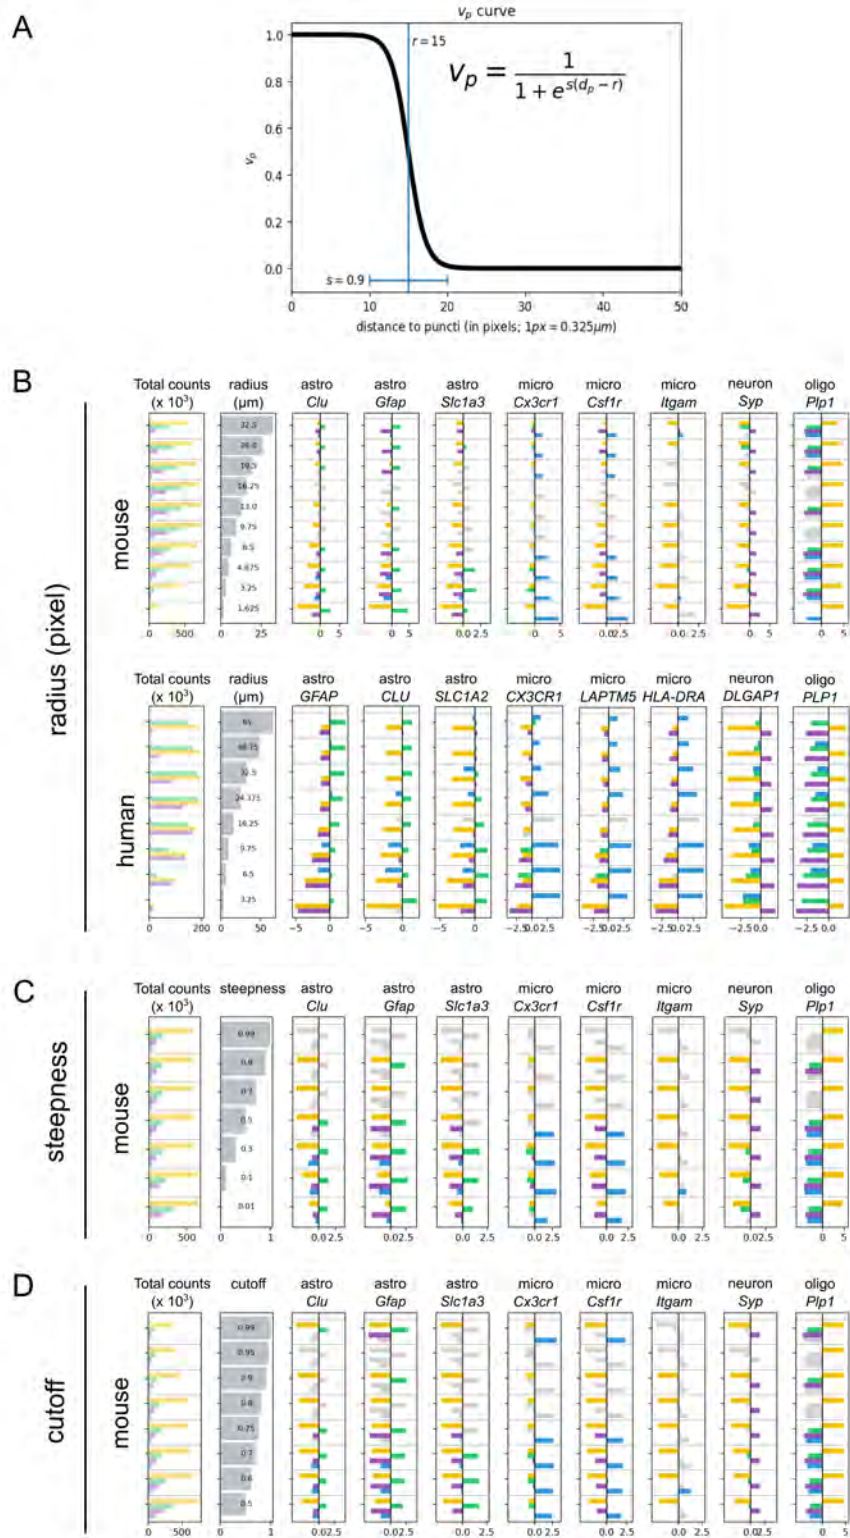 A
vₚ curve
1.0
0.8
0.6
0.4
0.2
0.0
vₚ
r = 15
vₚ = 1 / (1 + e^{s(dₚ − r)})
s = 0.9
0 10 20 30 40 50
distance to puncti (in pixels; 1px = 0.325μm)
B
Total counts radius astro astro astro micro micro micro neuron oligo
(x 10³) (μm) Clu Gfap Slc1a3 Cx3cr1 Csf1r Itgam Syp Plp1
radius (pixel)
mouse
32.5
26.0
19.5
16.25
13.0
9.75
6.5
4.875
3.25
1.625
0 500 0 25 0 5 0 5 0.0 2.5 0 5 0.0 2.5 0.0 2.5 0 5 0 5
Total counts radius astro astro astro micro micro micro neuron oligo
(x 10³) (μm) GFAP CLU SLC1A2 CX3CR1 LAPTM5 HLA-DRA DLGAP1 PLP1
human
65
48.75
32.5
24.375
16.25
9.75
6.5
3.25
0 200 0 50 −5 0 −5 0 −5 0 −2.5 0.0 2.5 −2.5 0.0 2.5 −2.5 0.0 2.5 −2.5 0.0 −2.5 0.0
C
Total counts steepness astro astro astro micro micro micro neuron oligo
(x 10³) Clu Gfap Slc1a3 Cx3cr1 Csf1r Itgam Syp Plp1
steepness
mouse
0.99
0.9
0.7
0.5
0.3
0.1
0.01
0 500 0 1 0.0 2.5 0.0 2.5 0.0 2.5 0.0 2.5 0.0 2.5 0.0 2.5 0.0 2.5 0 5
D
Total counts cutoff astro astro astro micro micro micro neuron oligo
(x 10³) Clu Gfap Slc1a3 Cx3cr1 Csf1r Itgam Syp Plp1
cutoff
mouse
0.99
0.95
0.9
0.8
0.75
0.7
0.6
0.5
0 500 0 1 0.0 2.5 0.0 2.5 0.0 2.5 0.0 2.5 0.0 2.5 0.0 2.5 0.0 2.5 0 5